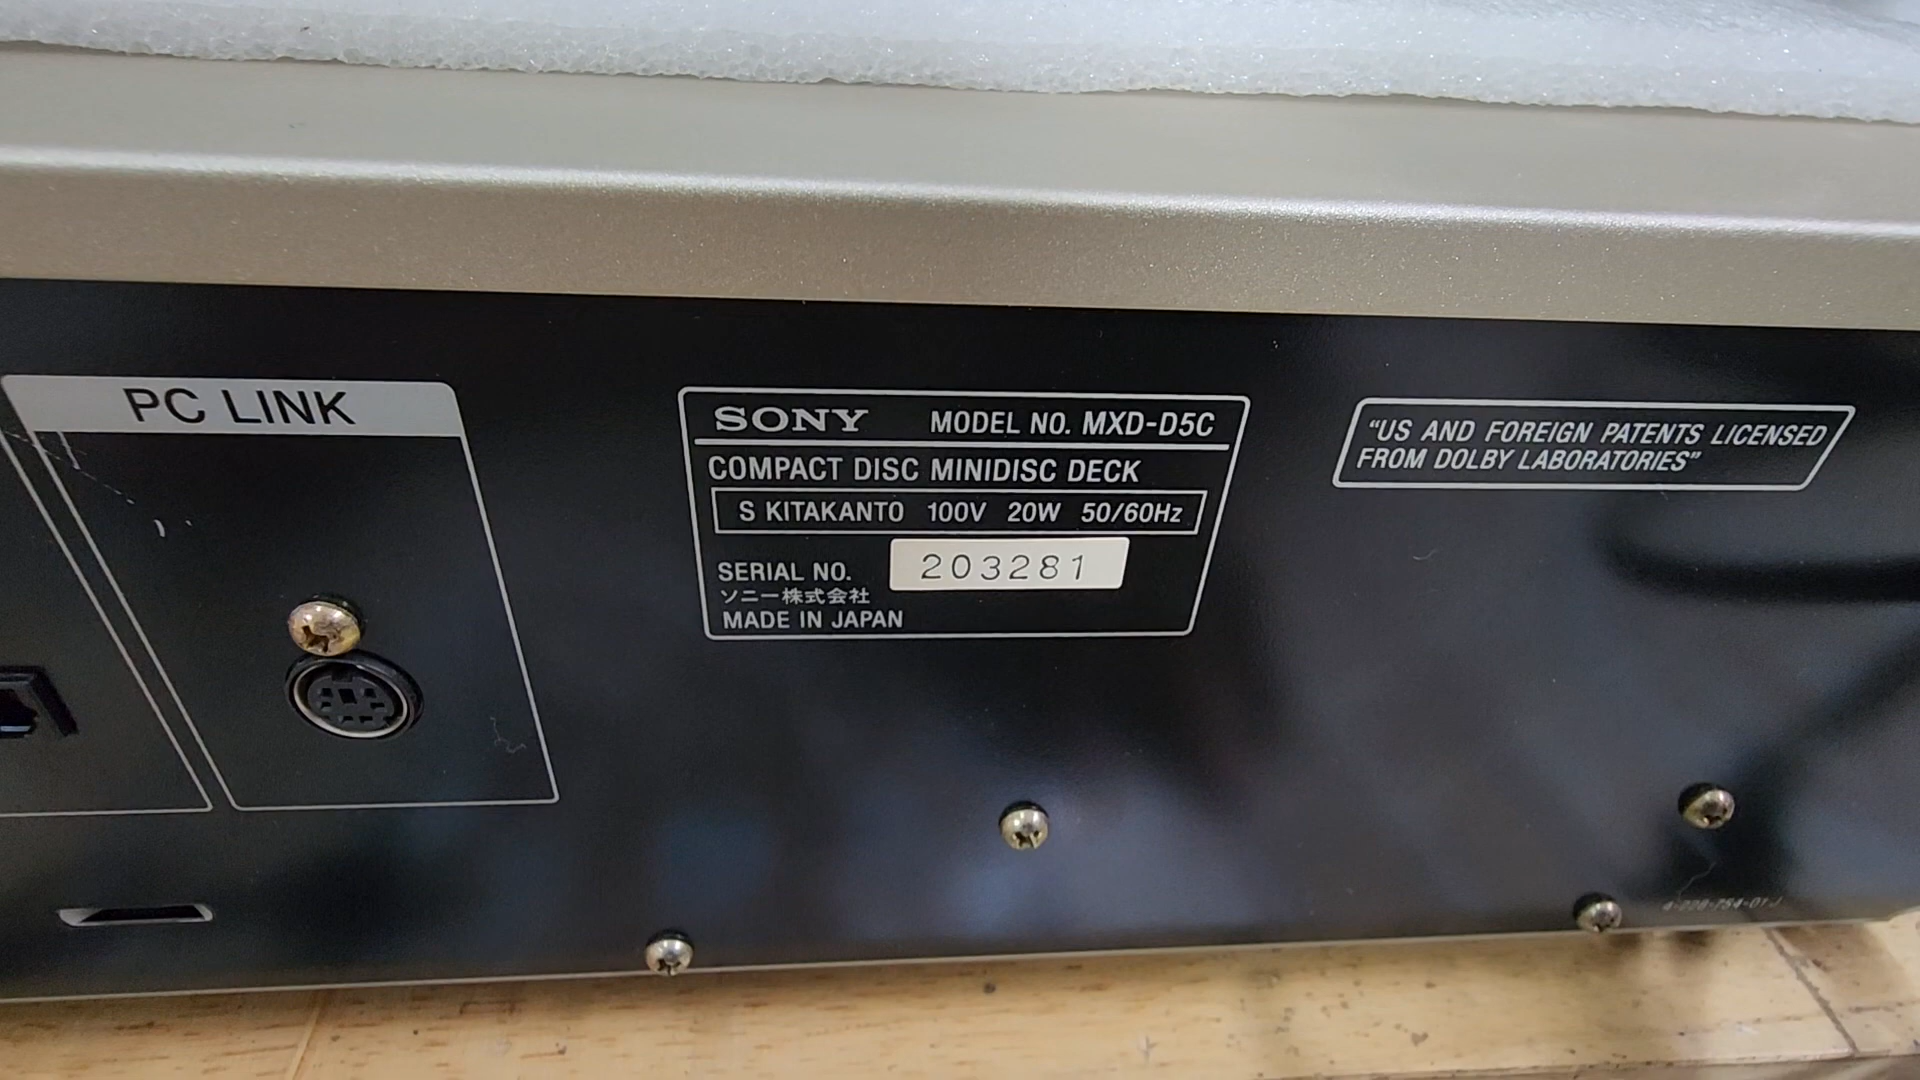 PC LINK
SONY MODEL NO. MXD-D5C
COMPACT DISC MINIDISC DECK
S KITAKANTO 100V 20W 50/60Hz
SERIAL NO. 203281
ソニー株式会社
MADE IN JAPAN
"US AND FOREIGN PATENTS LICENSED
FROM DOLBY LABORATORIES"